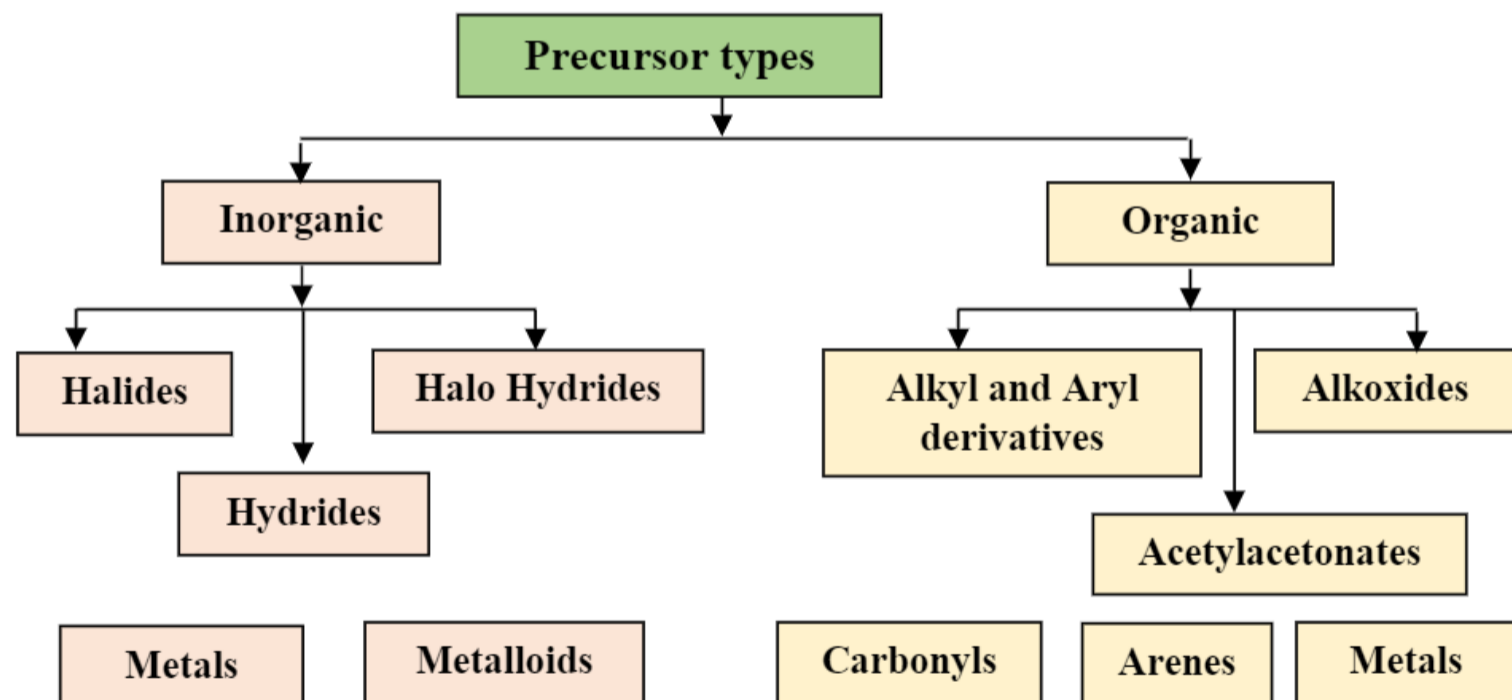 Precursor types
Inorganic
Organic
Halides
Halo Hydrides
Alkyl and Aryl
derivatives
Alkoxides
Hydrides
Acetylacetonates
Metals
Metalloids
Carbonyls
Arenes
Metals